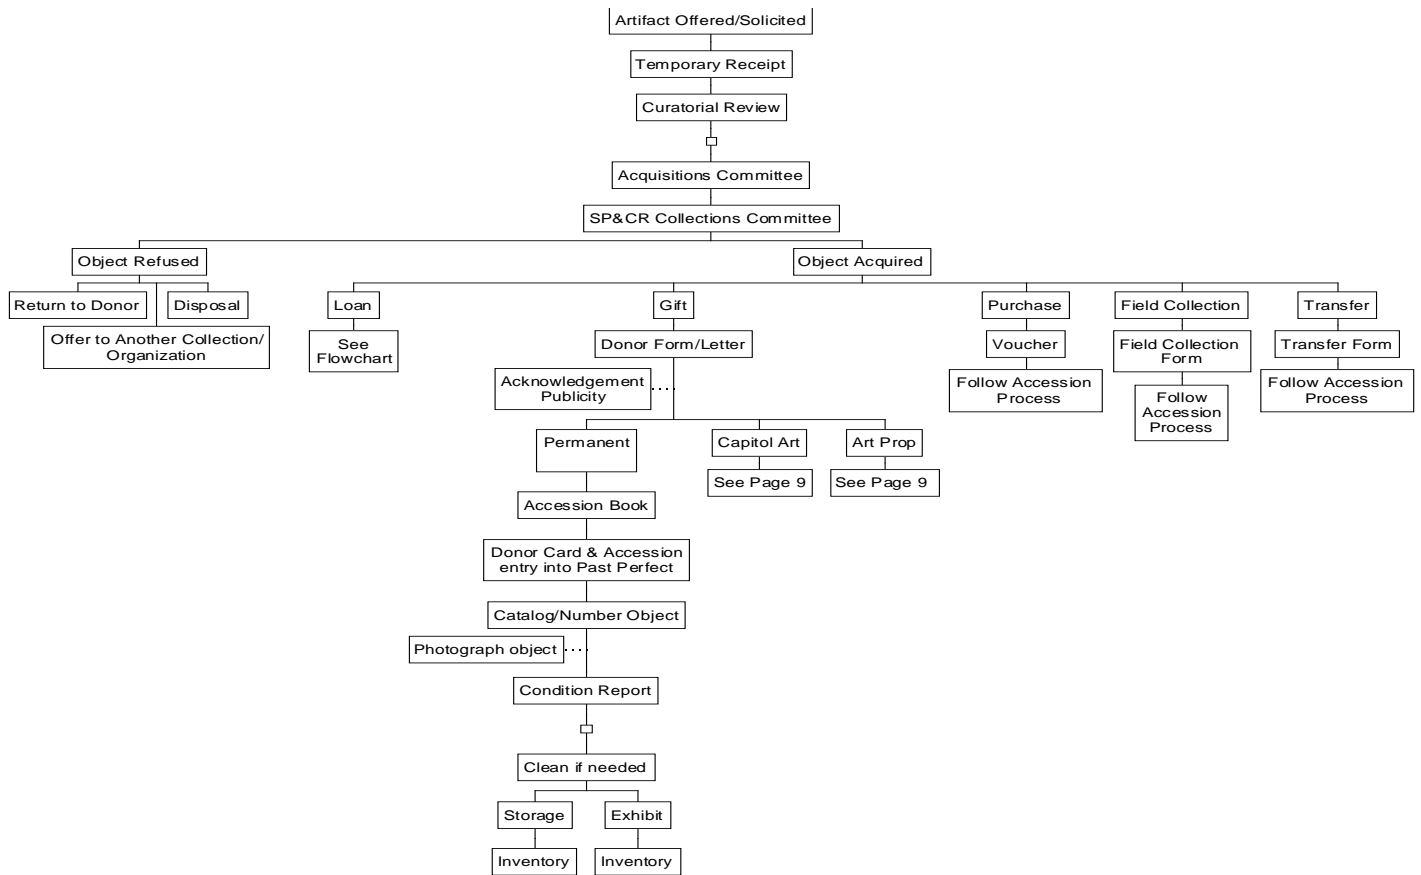 Artifact Offered/Solicited
Temporary Receipt
Curatorial Review
Acquisitions Committee
SP&CR Collections Committee
Object Refused
Object Acquired
Return to Donor
Disposal
Offer to Another Collection/
Organization
Loan
See
Flowchart
Gift
Donor Form/Letter
Acknowledgement
Publicity
Purchase
Voucher
Follow Accession
Process
Field Collection
Field Collection
Form
Follow
Accession
Process
Transfer
Transfer Form
Follow Accession
Process
Permanent
Capitol Art
See Page 9
Art Prop
See Page 9
Accession Book
Donor Card & Accession
entry into Past Perfect
Catalog/Number Object
Photograph object
Condition Report
Clean if needed
Storage
Exhibit
Inventory
Inventory